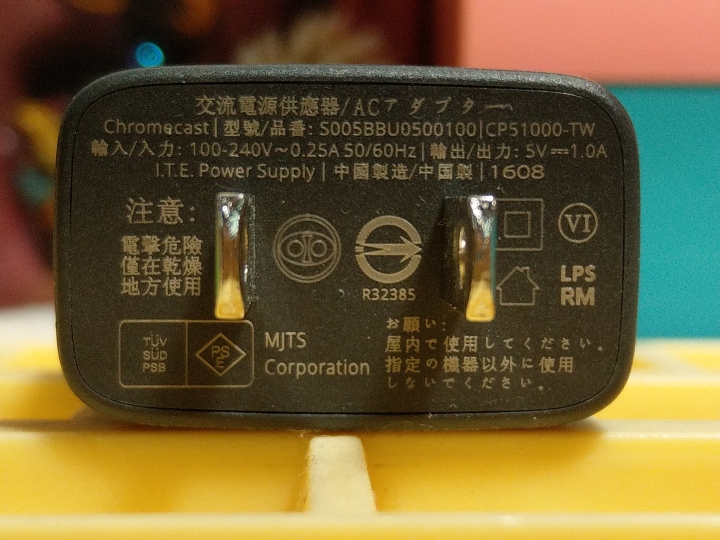 交流電源供應器/ACアダプター
Chromecast | 型號/品番: S005BBU0500100|CP51000-TW
輸入/入力: 100-240V～0.25A 50/60Hz | 輸出/出力: 5V⎓1.0A
I.T.E. Power Supply | 中國製造/中国製 | 1608
注意:
電擊危險
僅在乾燥
地方使用
R32385
VI
LPS
RM
TÜV
SÜD
PSB
PS
E
MJTS
Corporation
お願い:
屋内で使用してください。
指定の機器以外に使用
しないでください。